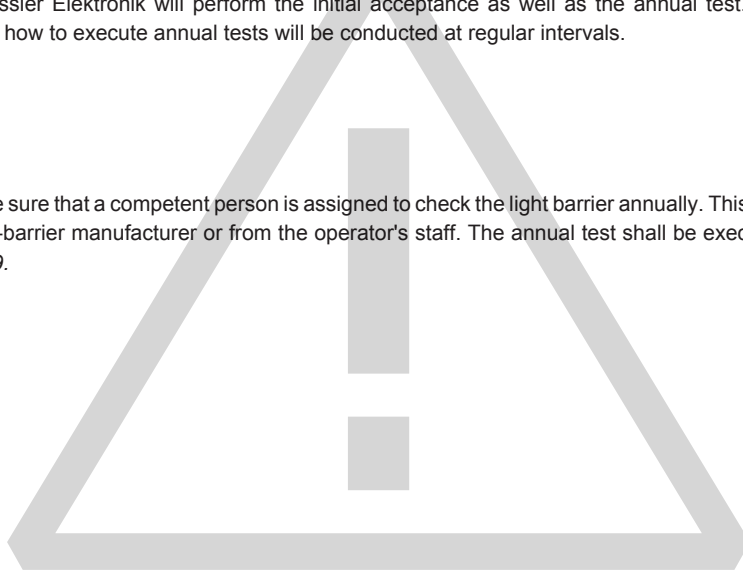 ssler Elektronik will perform the initial acceptance as well as the annual test.
how to execute annual tests will be conducted at regular intervals.
e sure that a competent person is assigned to check the light barrier annually. This
-barrier manufacturer or from the operator's staff. The annual test shall be exec
9.